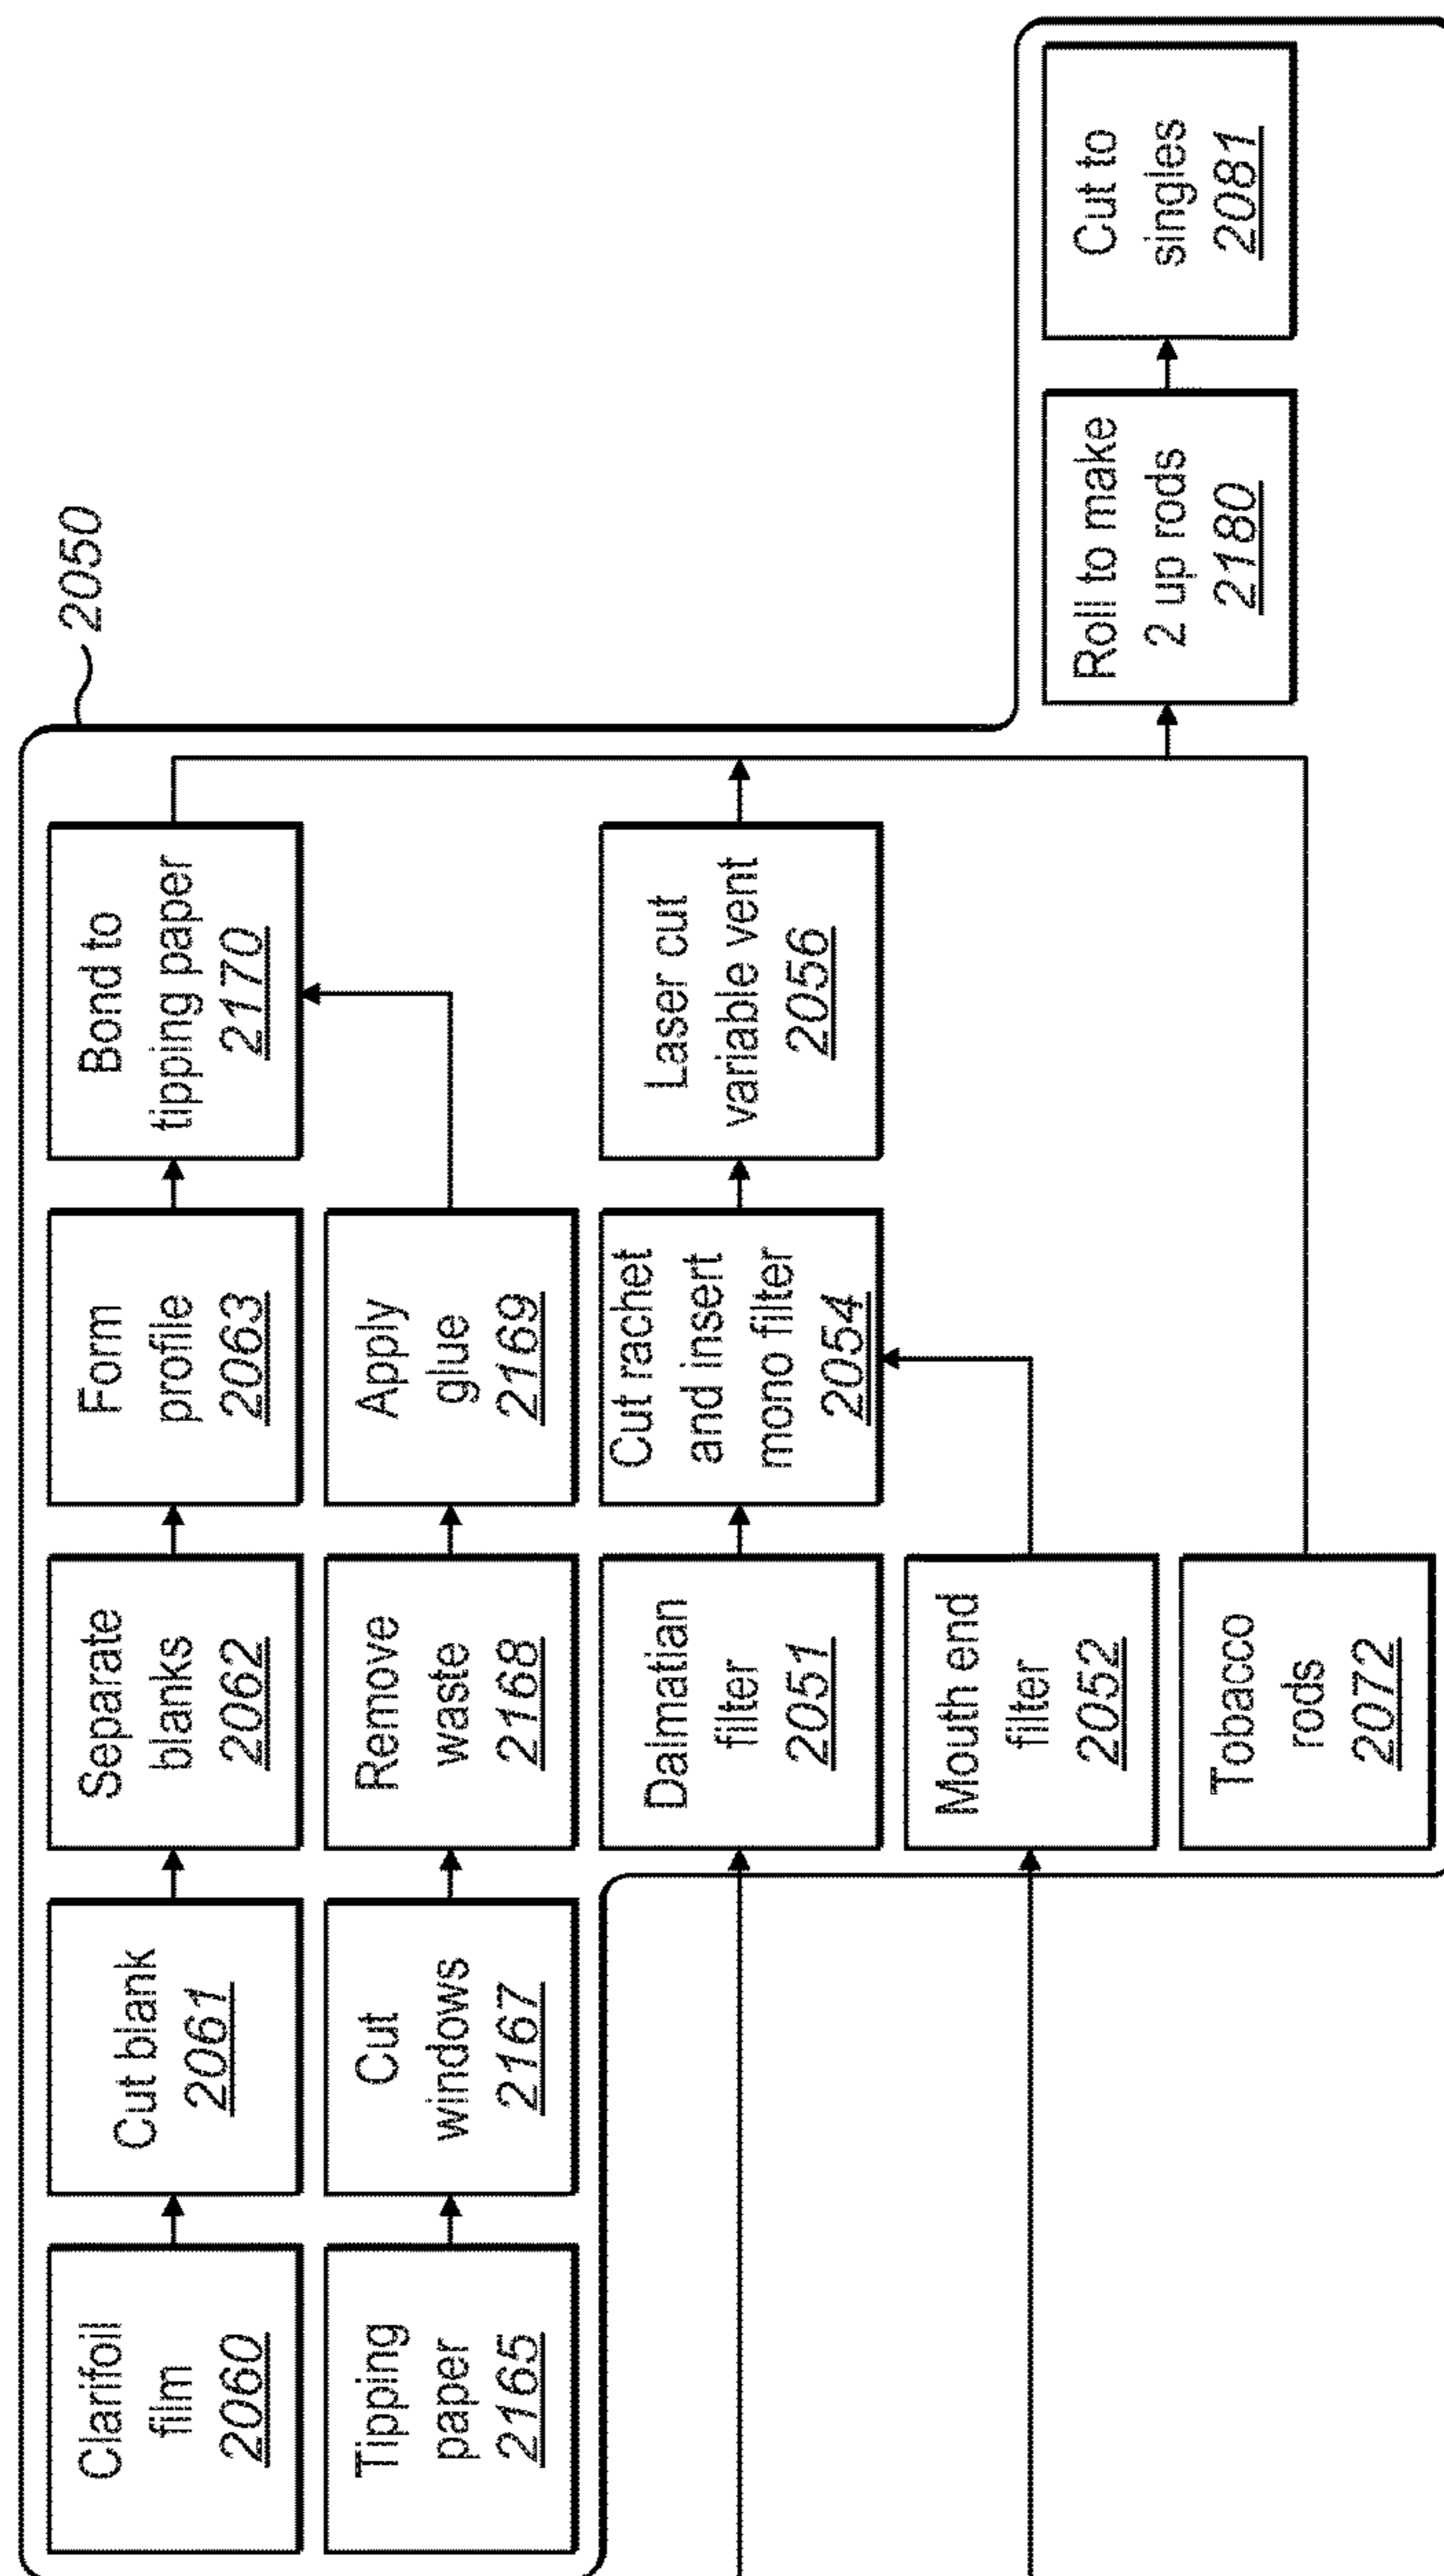 2050
Clarifoil
film
2060
Cut blank
2061
Separate
blanks
2062
Form
profile
2063
Bond to
tipping paper
2170
Tipping
paper
2165
Cut
windows
2167
Remove
waste
2168
Apply
glue
2169
Dalmatian
filter
2051
Cut rachet
and insert
mono filter
2054
Laser cut
variable vent
2056
Mouth end
filter
2052
Tobacco
rods
2072
Roll to make
2 up rods
2180
Cut to
singles
2081